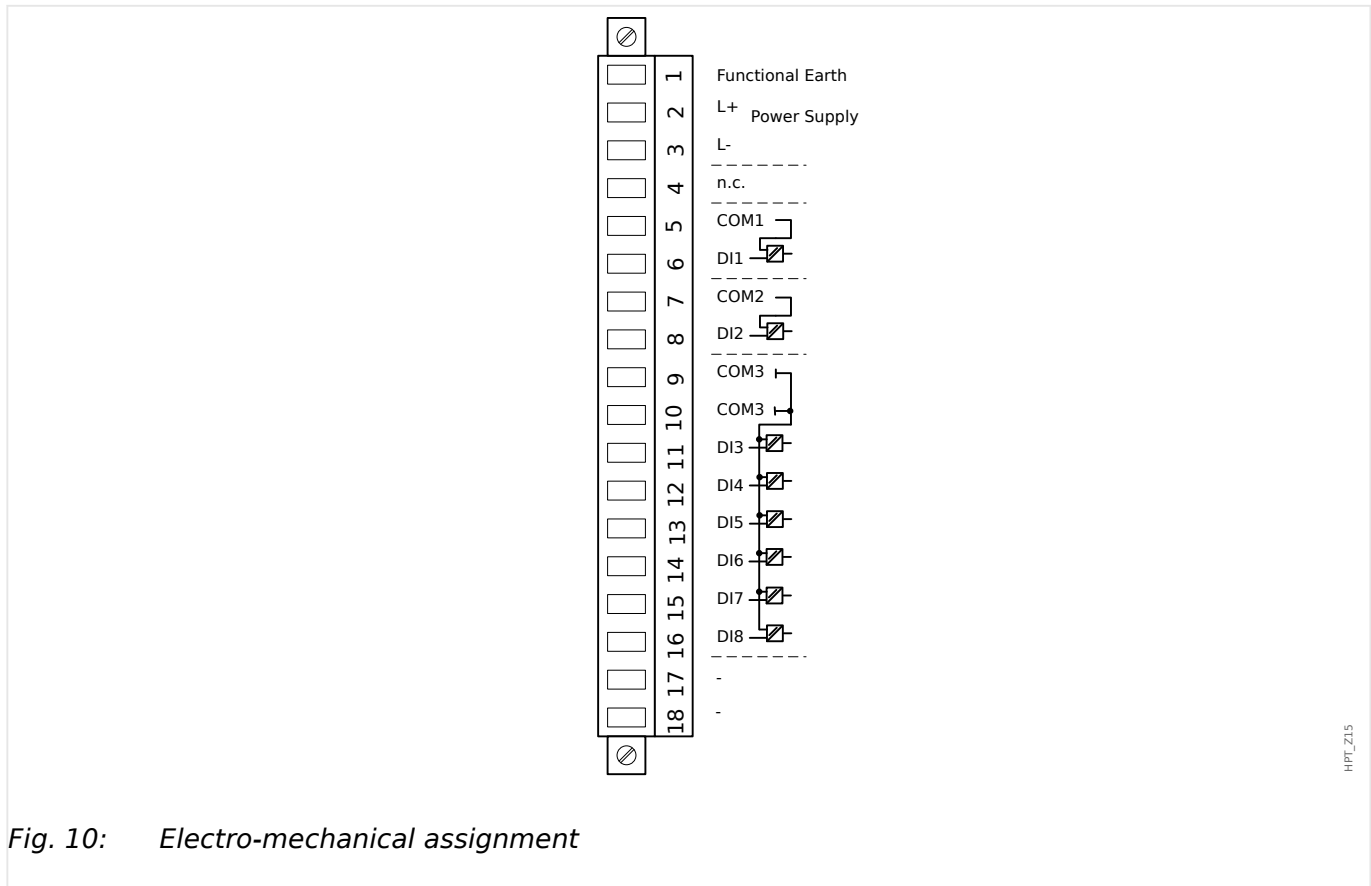 1 Functional Earth
2 L+ Power Supply
3 L-
4 n.c.
5 COM1
6 DI1
7 COM2
8 DI2
9 COM3
10 COM3
11 DI3
12 DI4
13 DI5
14 DI6
15 DI7
16 DI8
17 -
18 -
HPT_Z15
Fig. 10: Electro-mechanical assignment